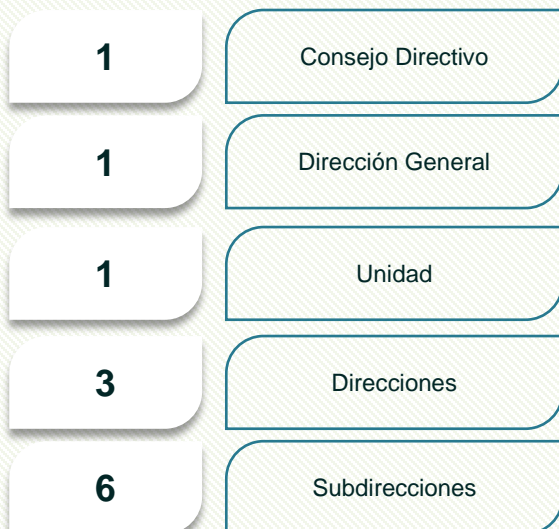 1 Consejo Directivo
1 Dirección General
1 Unidad
3 Direcciones
6 Subdirecciones